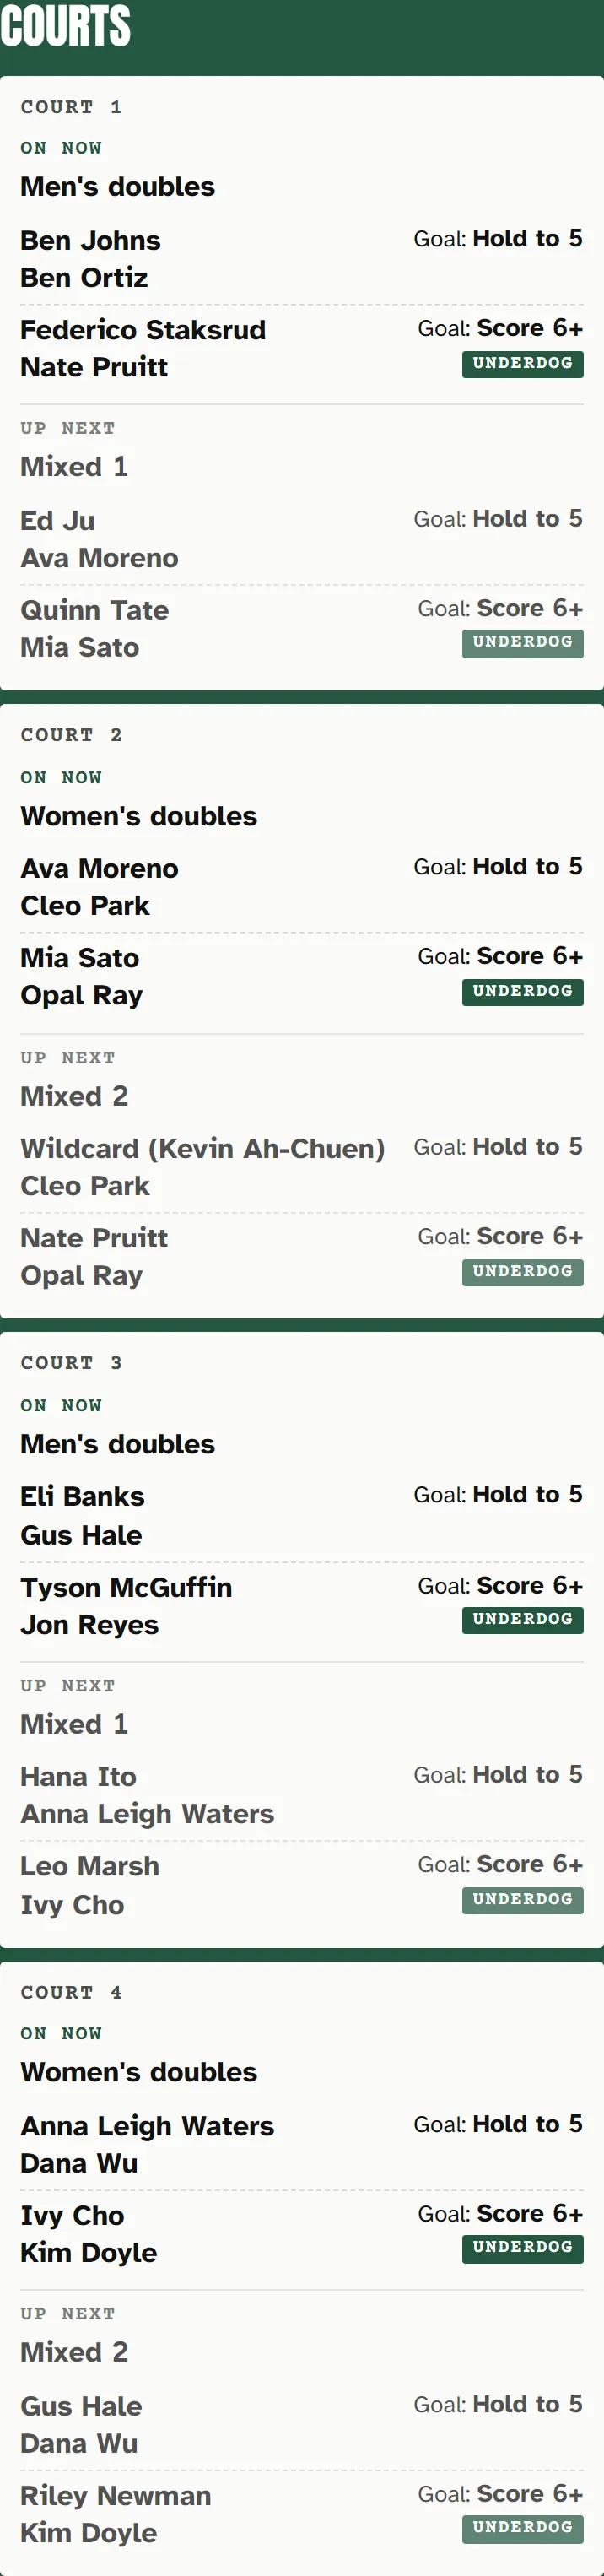 COURTS
COURT 1
ON NOW
Men's doubles
Ben Johns
Goal: Hold to 5
Ben Ortiz
Federico Staksrud
Goal: Score 6+
Nate Pruitt
UNDERDOG
UP NEXT
Mixed 1
Ed Ju
Goal: Hold to 5
Ava Moreno
Quinn Tate
Goal: Score 6+
Mia Sato
UNDERDOG
COURT 2
ON NOW
Women's doubles
Ava Moreno
Goal: Hold to 5
Cleo Park
Mia Sato
Goal: Score 6+
Opal Ray
UNDERDOG
UP NEXT
Mixed 2
Wildcard (Kevin Ah-Chuen)
Goal: Hold to 5
Cleo Park
Nate Pruitt
Goal: Score 6+
Opal Ray
UNDERDOG
COURT 3
ON NOW
Men's doubles
Eli Banks
Goal: Hold to 5
Gus Hale
Tyson McGuffin
Goal: Score 6+
Jon Reyes
UNDERDOG
UP NEXT
Mixed 1
Hana Ito
Goal: Hold to 5
Anna Leigh Waters
Leo Marsh
Goal: Score 6+
Ivy Cho
UNDERDOG
COURT 4
ON NOW
Women's doubles
Anna Leigh Waters
Goal: Hold to 5
Dana Wu
Ivy Cho
Goal: Score 6+
Kim Doyle
UNDERDOG
UP NEXT
Mixed 2
Gus Hale
Goal: Hold to 5
Dana Wu
Riley Newman
Goal: Score 6+
Kim Doyle
UNDERDOG